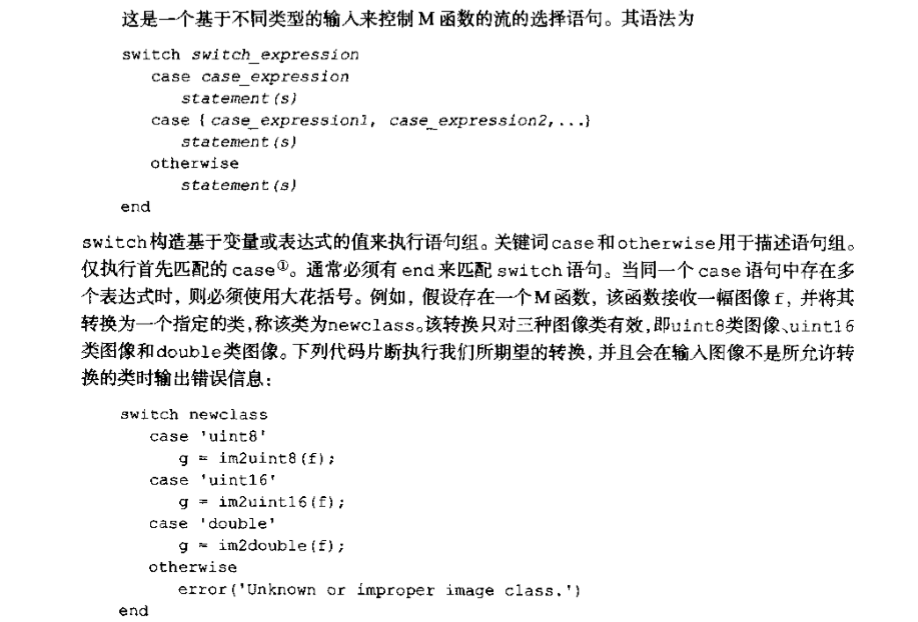 这是一个基于不同类型的输入来控制 M 函数的流的选择语句。其语法为
switch switch_expression
case case_expression
statement(s)
case {case_expression1, case_expression2,...}
statement(s)
otherwise
statement(s)
end
switch构造基于变量或表达式的值来执行语句组。关键词case和otherwise用于描述语句组。
仅执行首先匹配的 case①。通常必须有 end 来匹配 switch 语句。当同一个 case 语句中存在多
个表达式时，则必须使用大花括号。例如，假设存在一个M函数，该函数接收一幅图像 f，并将其
转换为一个指定的类,称该类为newclass。该转换只对三种图像类有效,即uint8类图像、uint16
类图像和double类图像。下列代码片断执行我们所期望的转换,并且会在输入图像不是所允许转
换的类时输出错误信息：
switch newclass
case 'uint8'
g = im2uint8(f);
case 'uint16'
g = im2uint16(f);
case 'double'
g = im2double(f);
otherwise
error('Unknown or improper image class.')
end